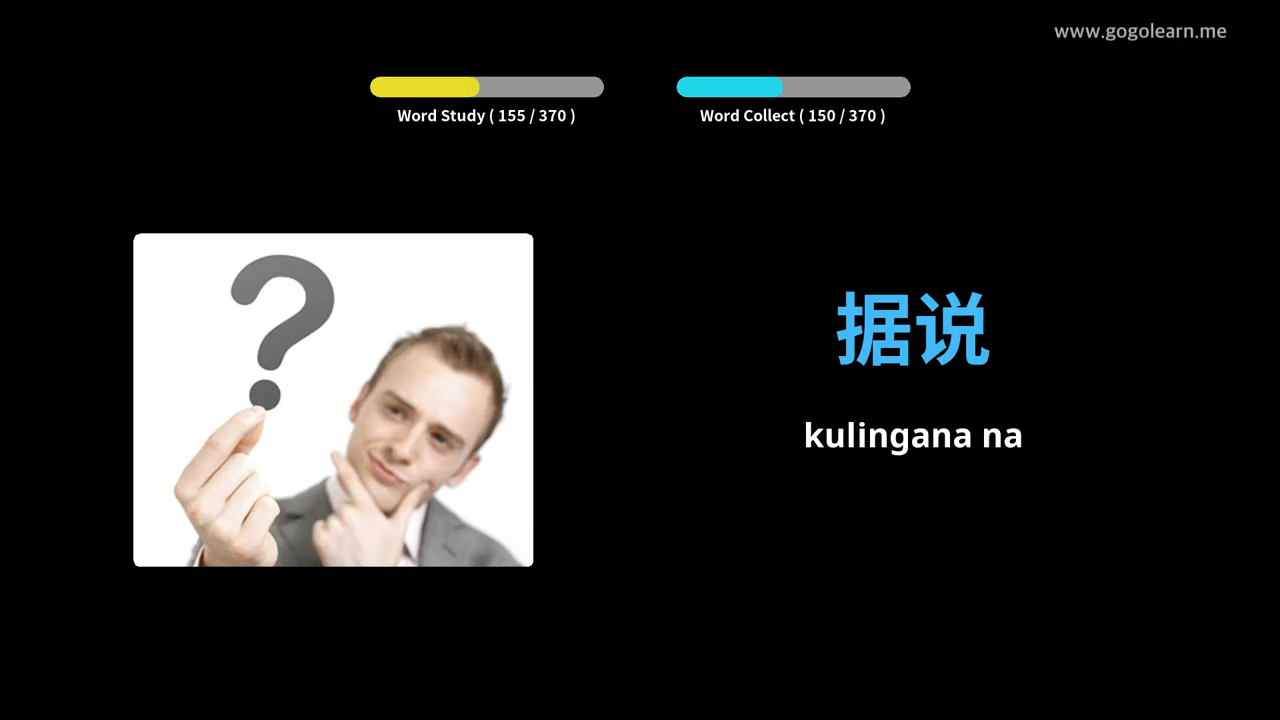 www.gogolearn.me
Word Study ( 155 / 370 )
Word Collect ( 150 / 370 )
据说
kulingana na